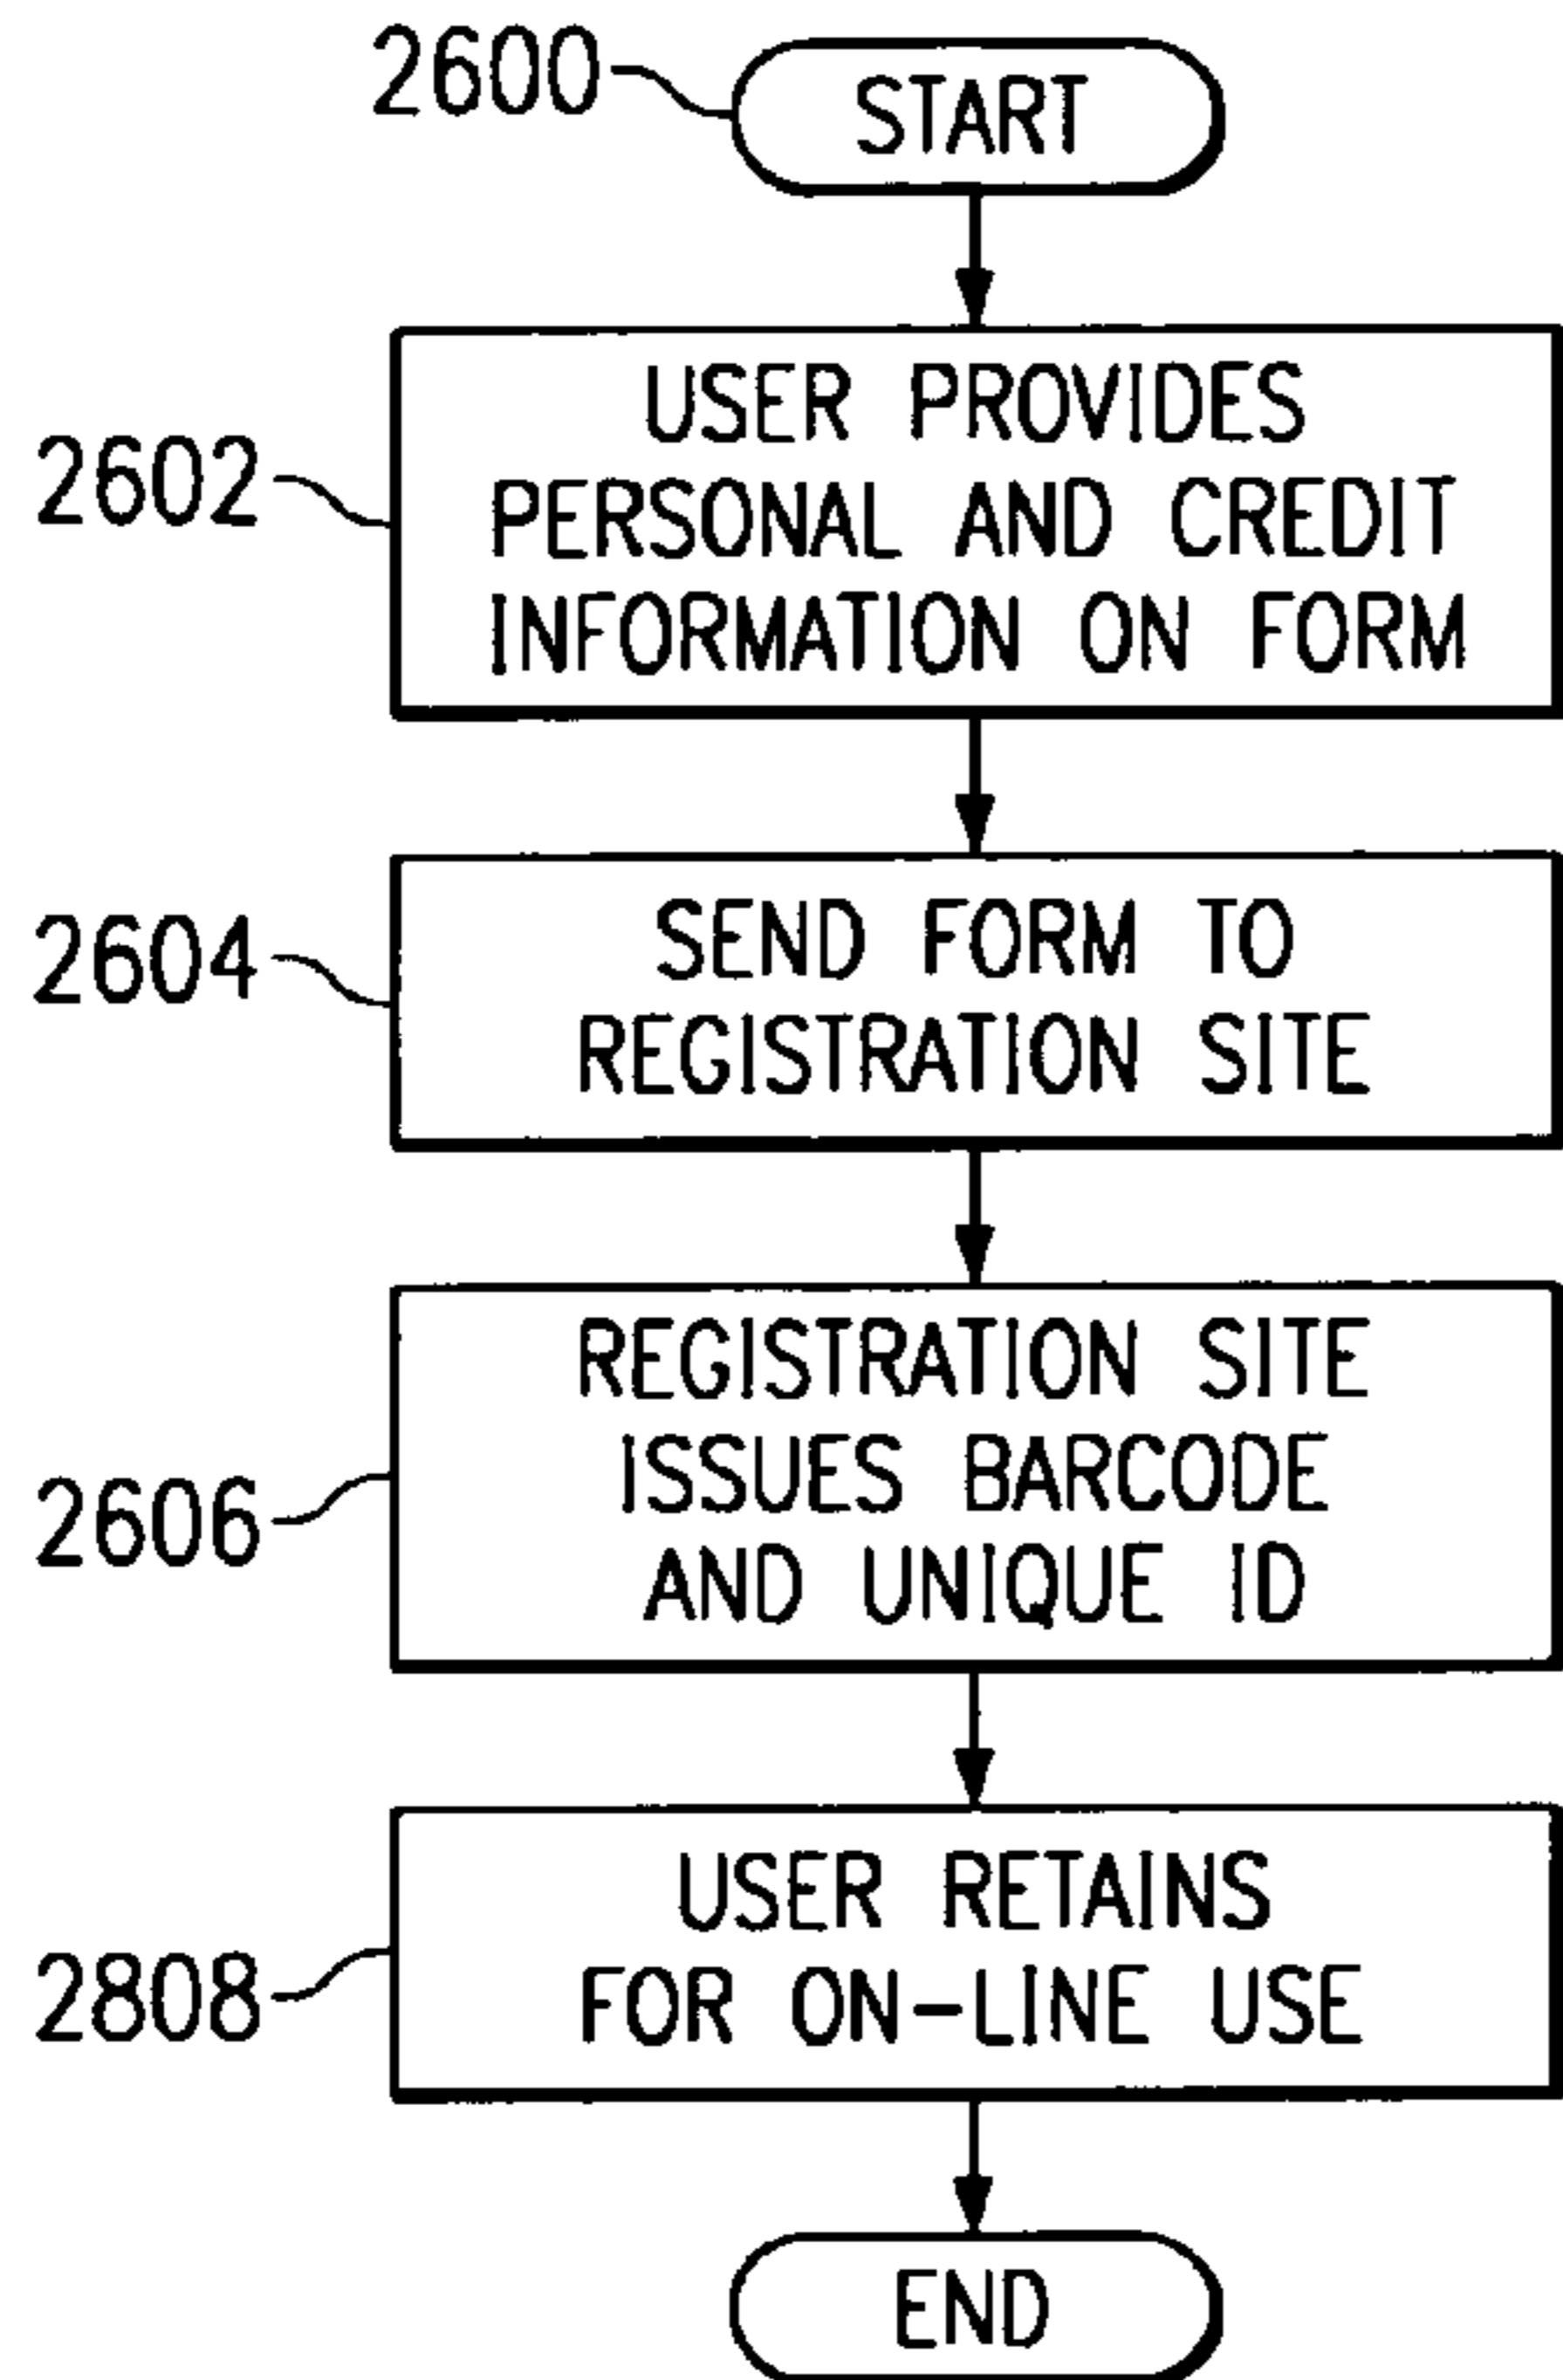 2600
START
2602
USER PROVIDES
PERSONAL AND CREDIT
INFORMATION ON FORM
2604
SEND FORM TO
REGISTRATION SITE
2606
REGISTRATION SITE
ISSUES BARCODE
AND UNIQUE ID
2808
USER RETAINS
FOR ON-LINE USE
END